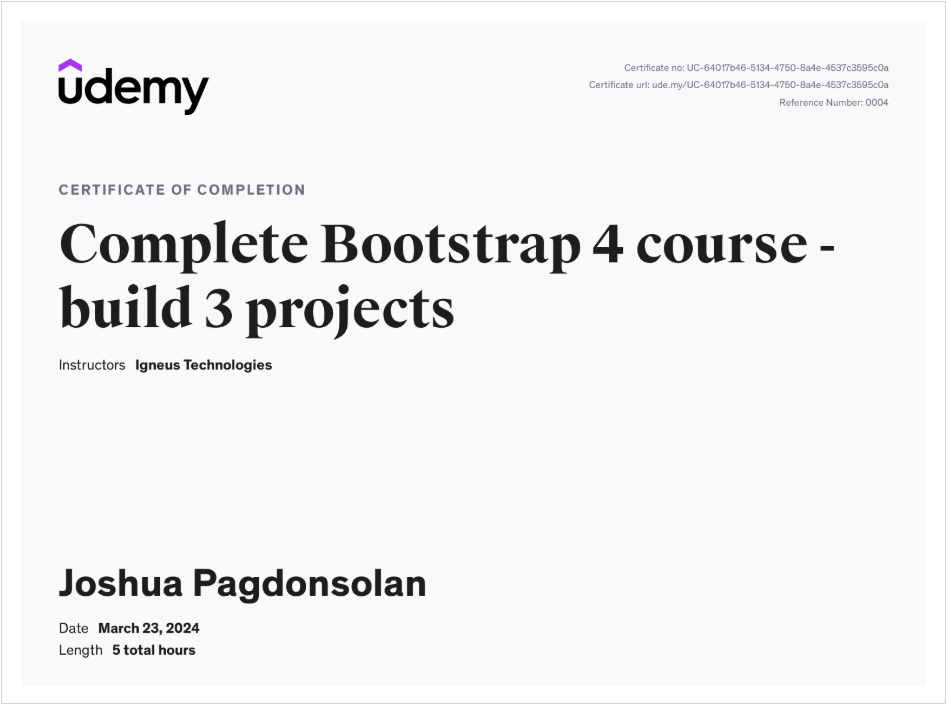 udemy
Certificate no: UC-64017b46-5134-4750-8a4e-4537c3595c0a
Certificate url: ude.my/UC-64017b46-5134-4750-8a4e-4537c3595c0a
Reference Number: 0004
CERTIFICATE OF COMPLETION
Complete Bootstrap 4 course -
build 3 projects
Instructors Igneus Technologies
Joshua Pagdonsolan
Date March 23, 2024
Length 5 total hours